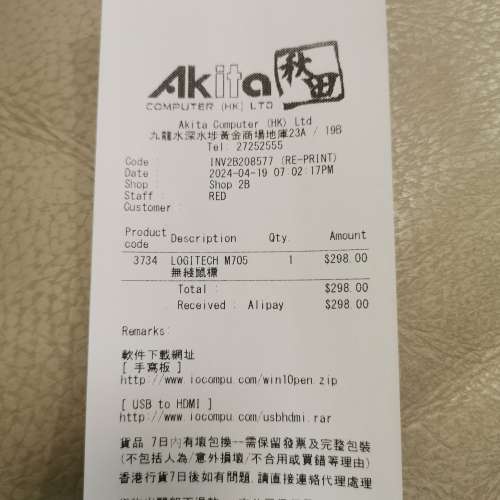 Akita 秋田
COMPUTER (HK) LTD
Akita Computer (HK) Ltd
九龍水深水埗黃金商場地庫23A / 19B
Tel: 27252555
Code : INV2B208577 (RE-PRINT)
Date : 2024-04-19 07:02:17PM
Shop : Shop 2B
Staff : RED
Customer :
Product code Description Qty. Amount
3734 LOGITECH M705 1 $298.00
無綫鼠標
Total : $298.00
Received : Alipay $298.00
Remarks:
軟件下載網址
[ 手寫板 ]
http://www.iocompu.com/win10pen.zip
[ USB to HDMI ]
http://www.iocompu.com/usbhdmi.rar
貨品 7日內有壞包換--需保留發票及完整包裝
(不包括人為/意外損壞/不合用或買錯等理由)
香港行貨7日後如有問題,請直接連絡代理處理